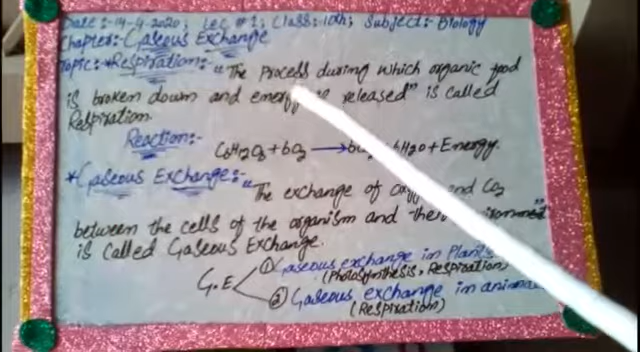 Date:-14-4-2020; Lec #1; Class:-10th; Subject:- Biology
Chapter:- Gaseous Exchange
Topic:- *Respiration:- "The Process during which organic food
is broken down and energy is released" is called
Respiration.
Reaction:-
C6H12O6+6O2 → 6H2O+Energy.
*Gaseous Exchange:- "The exchange of and CO2
between the cells of the organism and
is called Gaseous Exchange.
G.E ① Gaseous exchange in Plants
(Photosynthesis, Respiration)
② Gaseous exchange in
(Respiration)